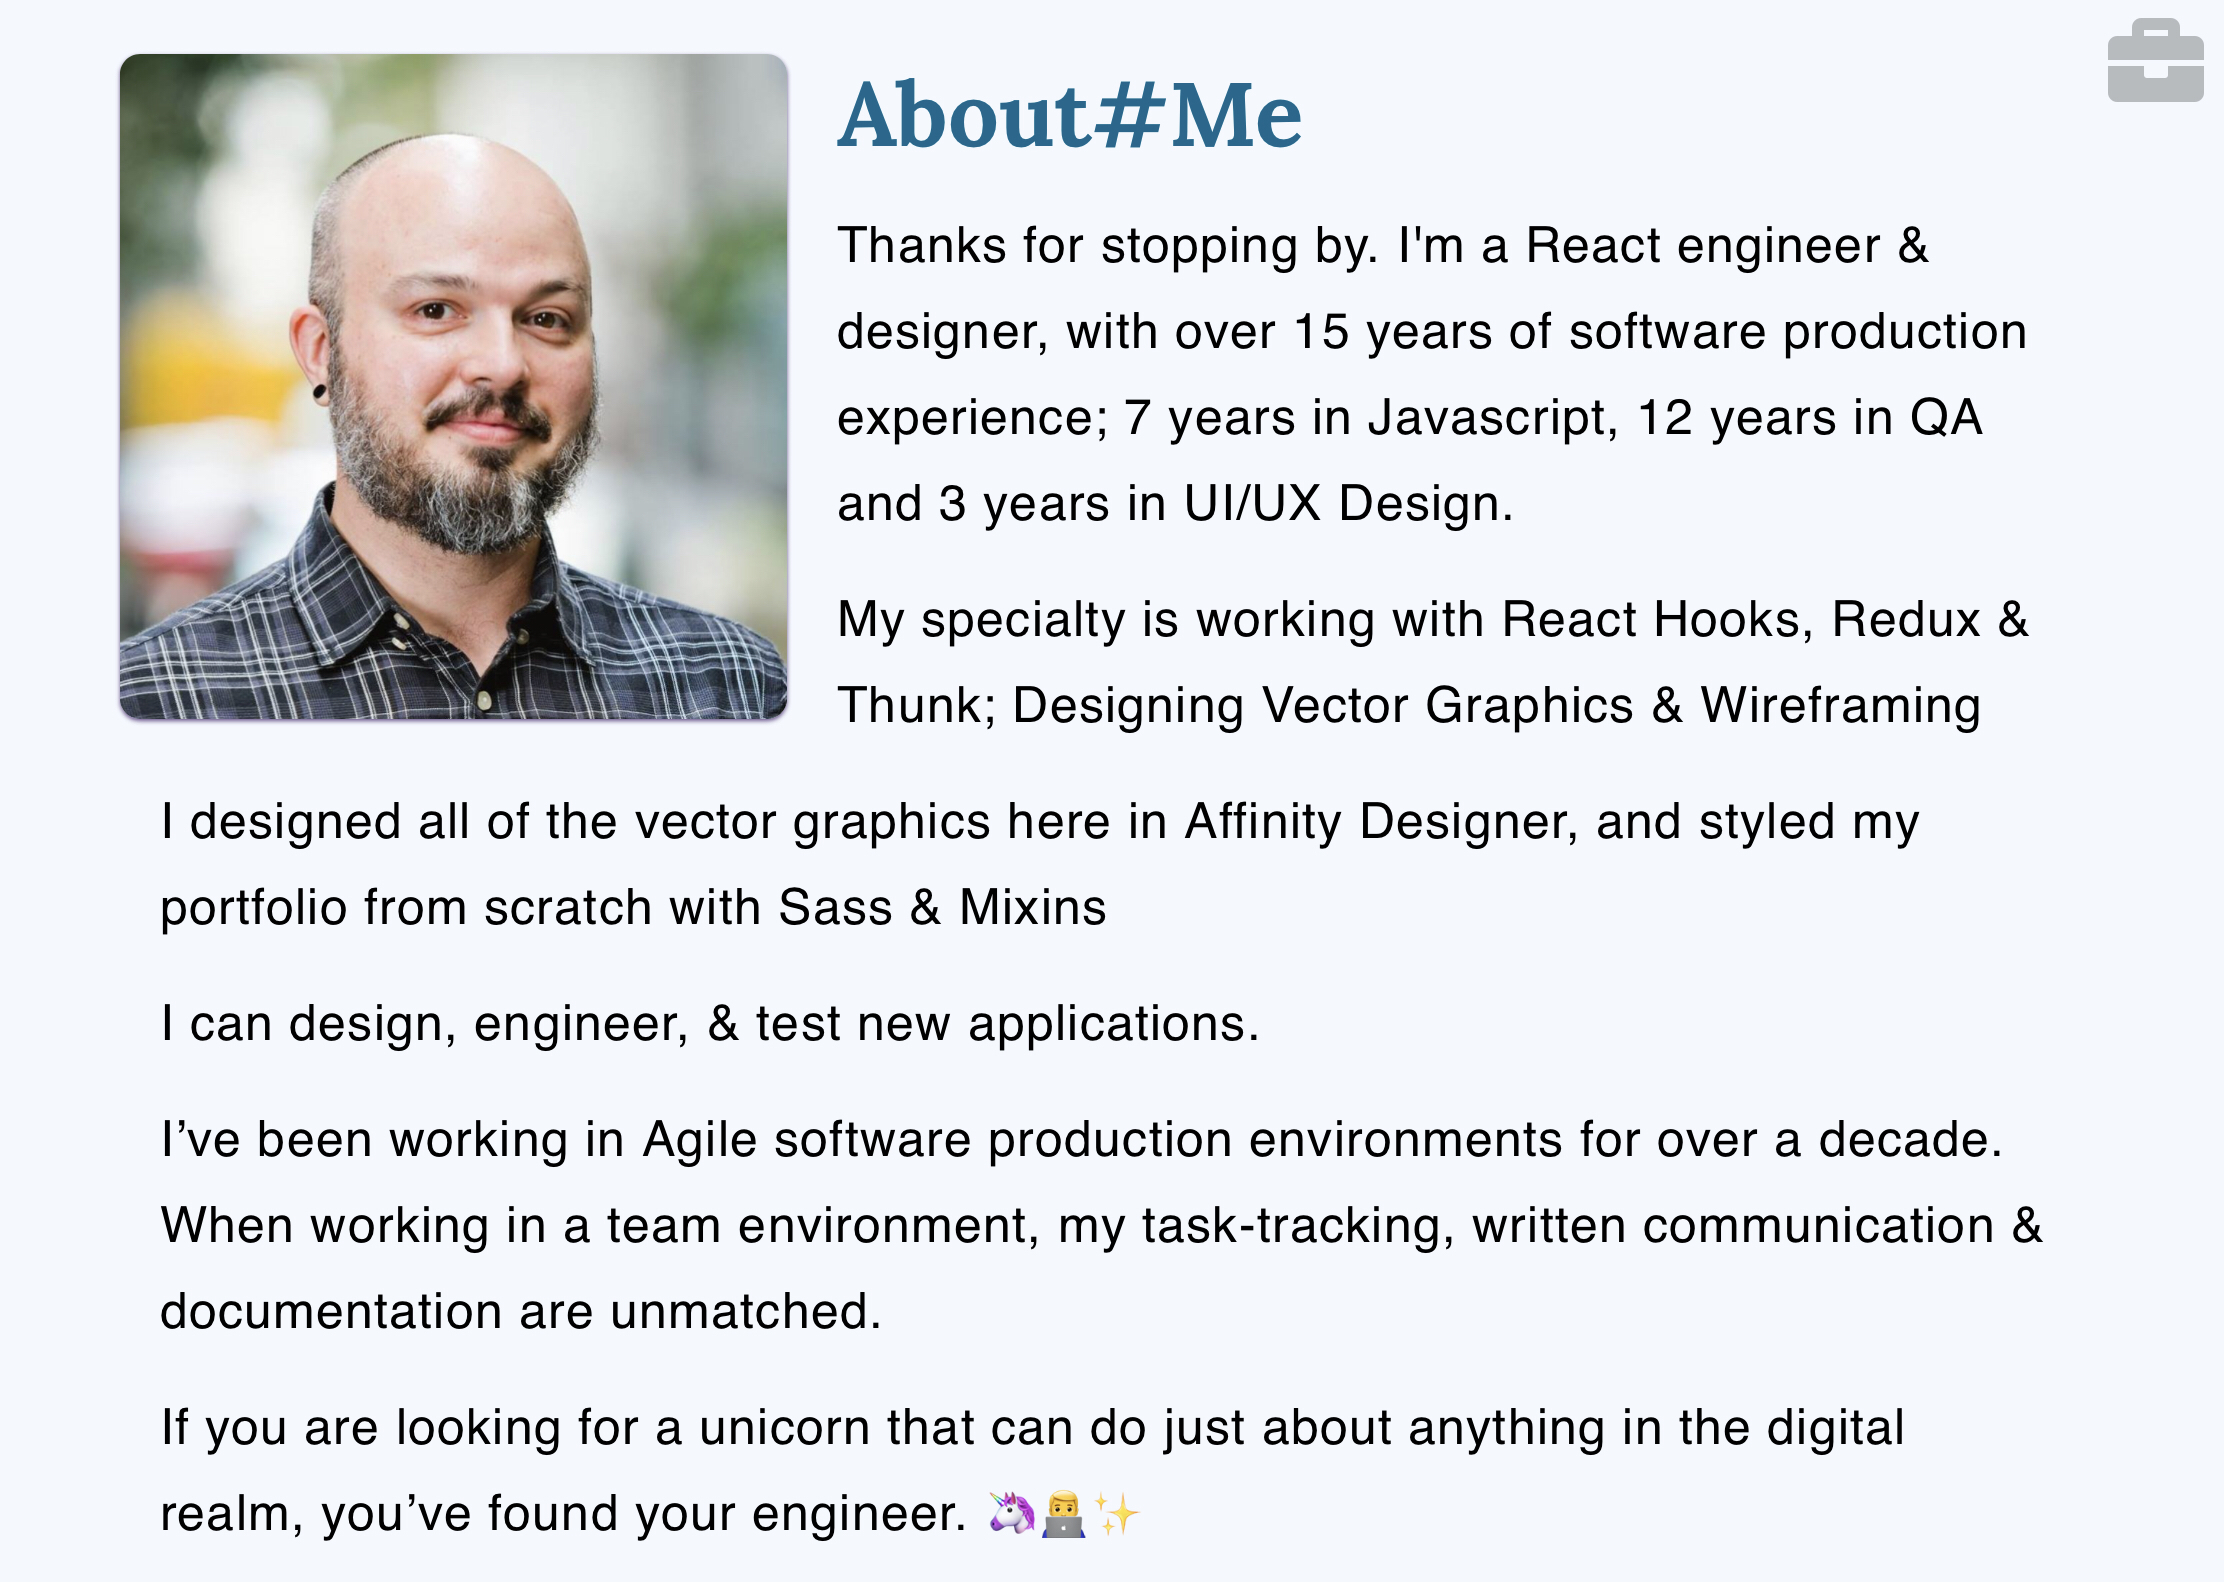 About#Me
Thanks for stopping by. I'm a React engineer &
designer, with over 15 years of software production
experience; 7 years in Javascript, 12 years in QA
and 3 years in UI/UX Design.
My specialty is working with React Hooks, Redux &
Thunk; Designing Vector Graphics & Wireframing
I designed all of the vector graphics here in Affinity Designer, and styled my
portfolio from scratch with Sass & Mixins
I can design, engineer, & test new applications.
I’ve been working in Agile software production environments for over a decade.
When working in a team environment, my task-tracking, written communication &
documentation are unmatched.
If you are looking for a unicorn that can do just about anything in the digital
realm, you’ve found your engineer. 🦄👨‍💻✨